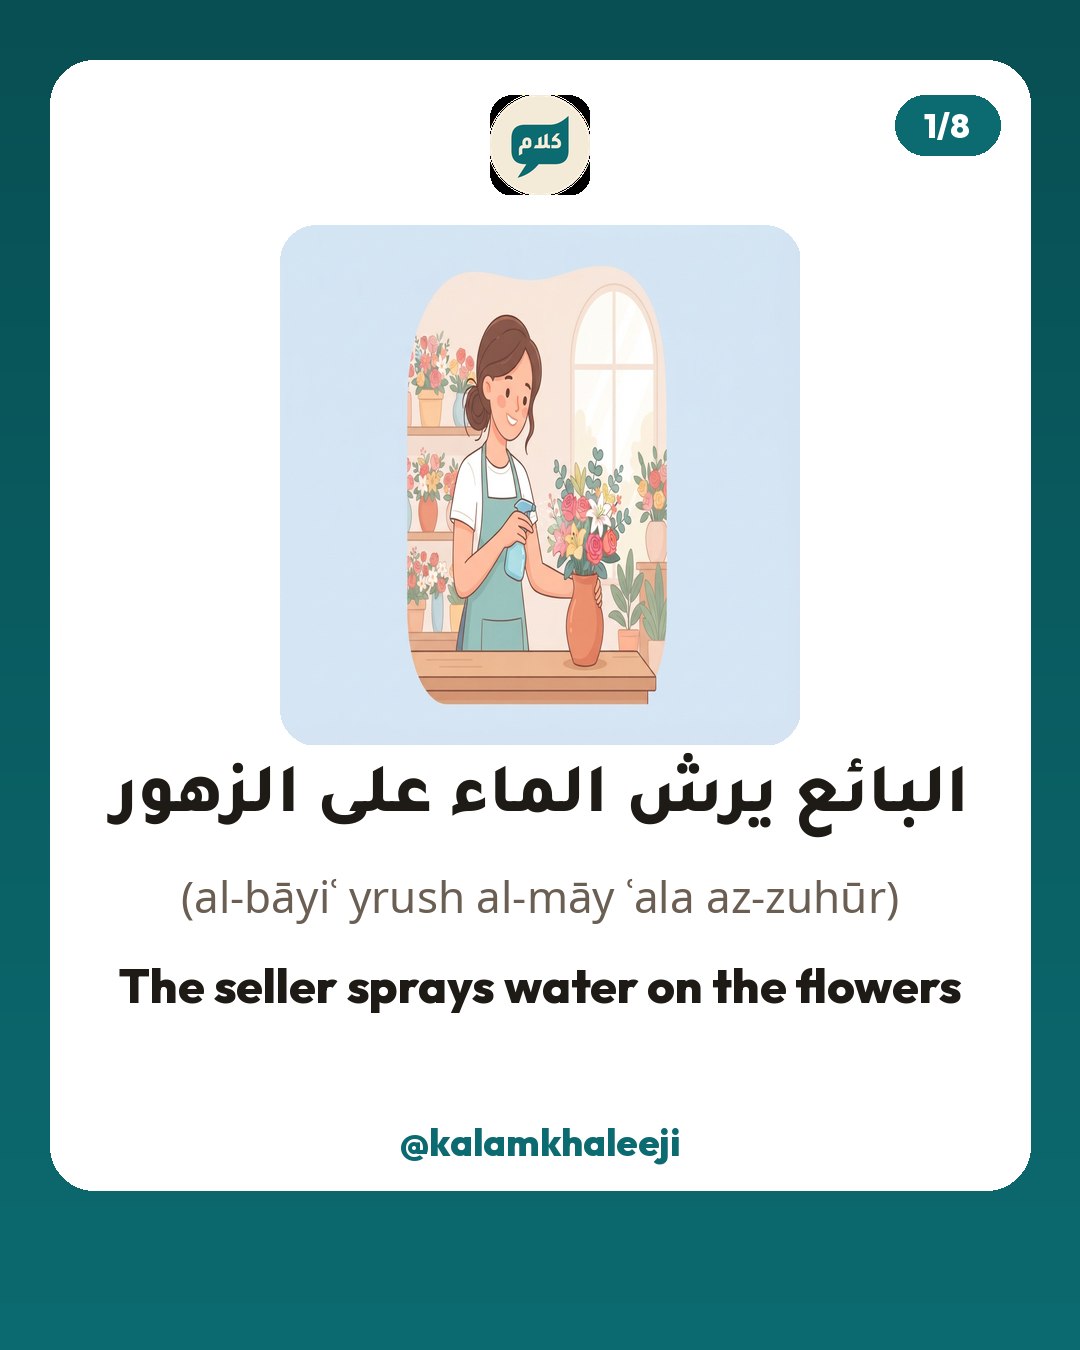 كلام
1/8
البائع يرش الماء على الزهور
(al-bāyiʿ yrush al-māy ʿala az-zuhūr)
The seller sprays water on the flowers
@kalamkhaleeji